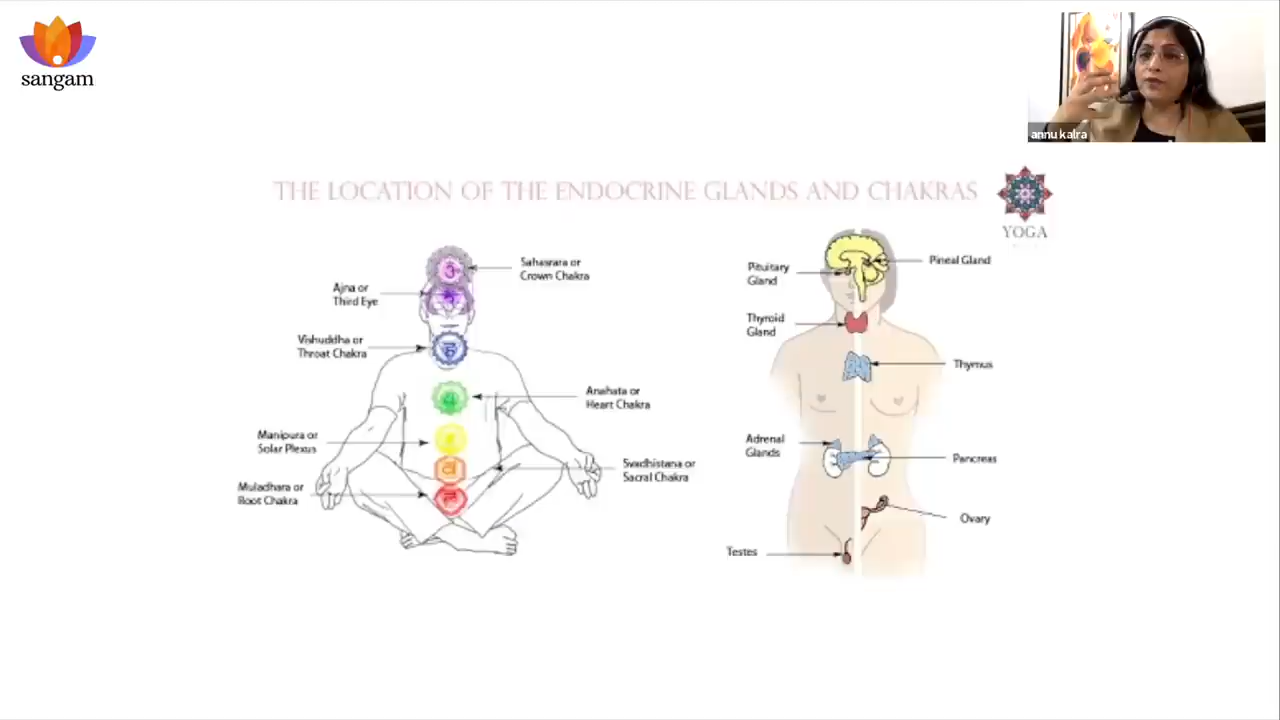 sangam
annu kalra
THE LOCATION OF THE ENDOCRINE GLANDS AND CHAKRAS
YOGA
Sahasrara or
Crown Chakra
Ajna or
Third Eye
Vishuddha or
Throat Chakra
Anahata or
Heart Chakra
Manipura or
Solar Plexus
Svadhistana or
Sacral Chakra
Muladhara or
Root Chakra
Pituitary
Gland
Pineal Gland
Thyroid
Gland
Thymus
Adrenal
Glands
Pancreas
Ovary
Testes